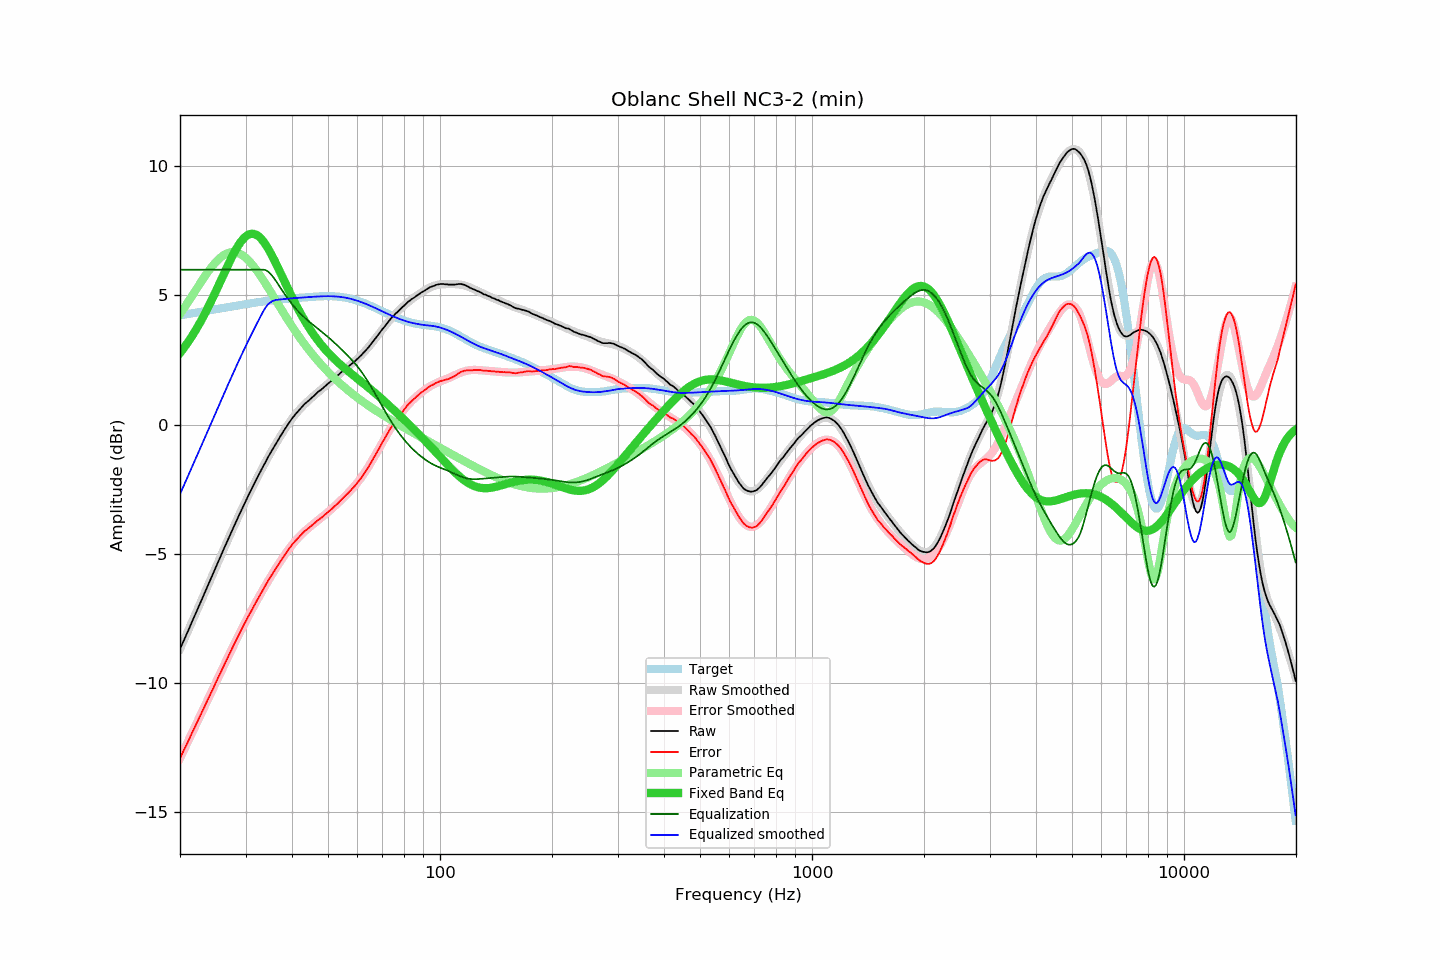 Oblanc Shell NC3-2 (min)
Amplitude (dBr)
10
5
0
−5
−10
−15
Target
Raw Smoothed
Error Smoothed
Raw
Error
Parametric Eq
Fixed Band Eq
Equalization
Equalized smoothed
100
1000
10000
Frequency (Hz)